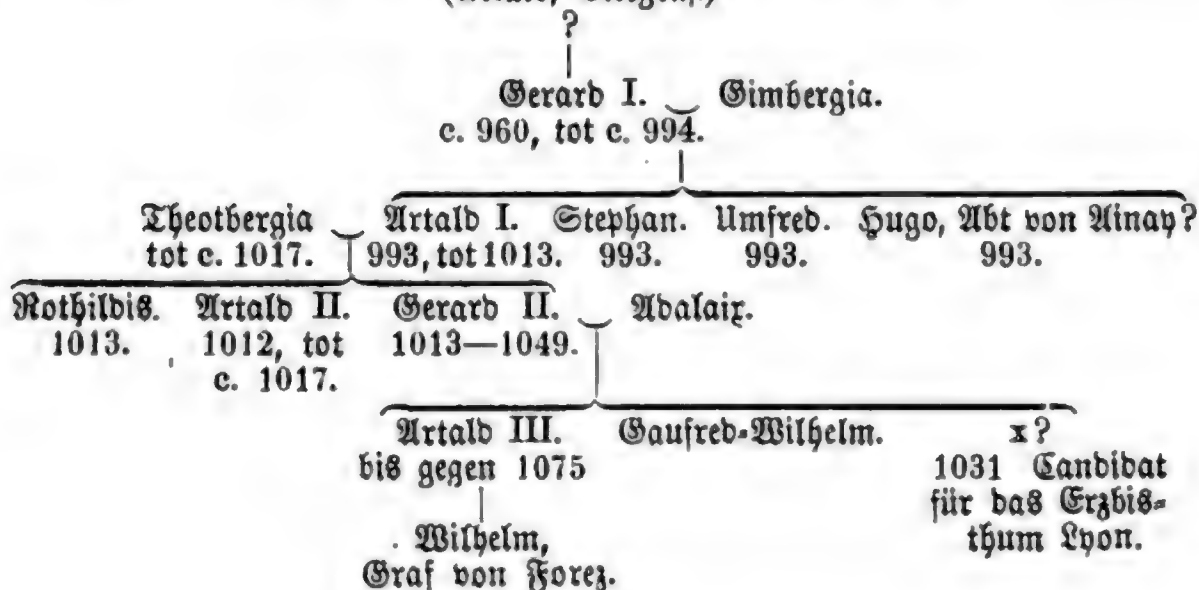 ?
Gerard I. Gimbergia.
c. 960, tot c. 994.
Theotbergia Artald I. Stephan. Umfred. Hugo, Abt von Ainay?
tot c. 1017. 993, tot 1013. 993. 993. 993.
Rothildis. Artald II. Gerard II. Adalaix.
1013. 1012, tot 1013—1049.
c. 1017.
Artald III. Gaufred-Wilhelm. x?
bis gegen 1075 1031 Candidat
für das Erzbis-
Wilhelm, thum Lyon.
Graf von Forez.